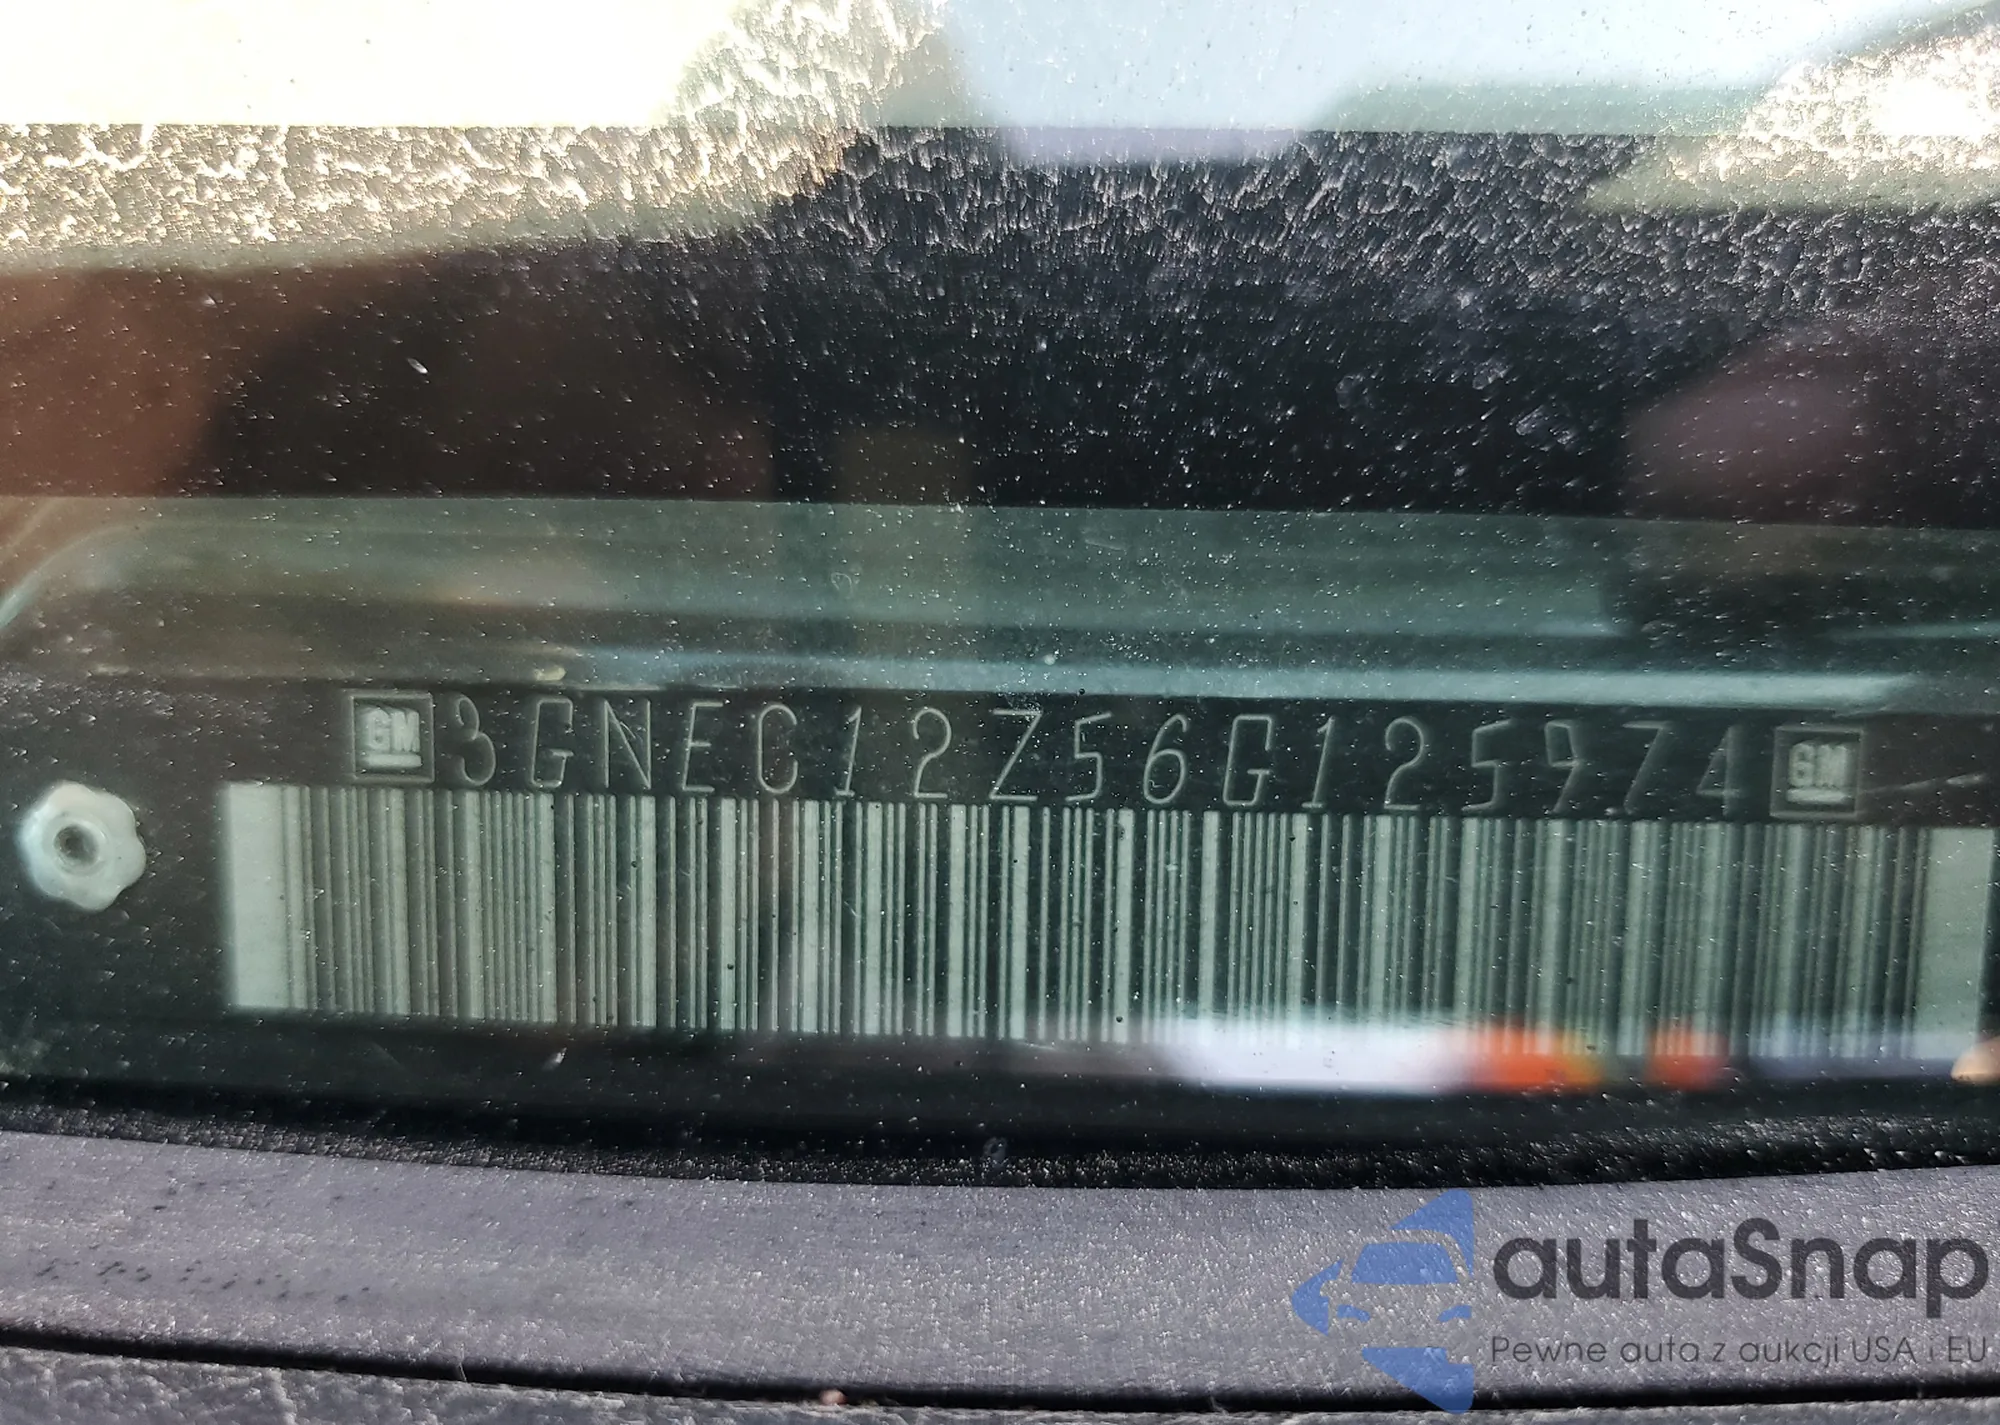 GM 3GNEC12Z56G125974 GM
autaSnap
Pewne auta z aukcji USA i EU